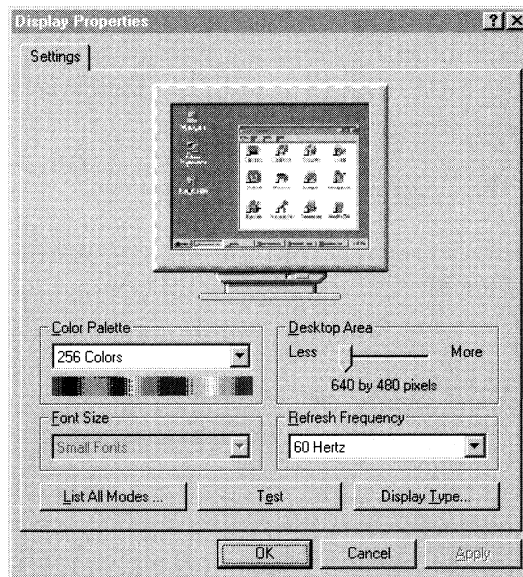 Display Properties
? X
Settings
Color Palette
256 Colors
Desktop Area
Less More
640 by 480 pixels
Font Size
Small Fonts
Refresh Frequency
60 Hertz
List All Modes ...
Test
Display Type...
OK
Cancel
Apply